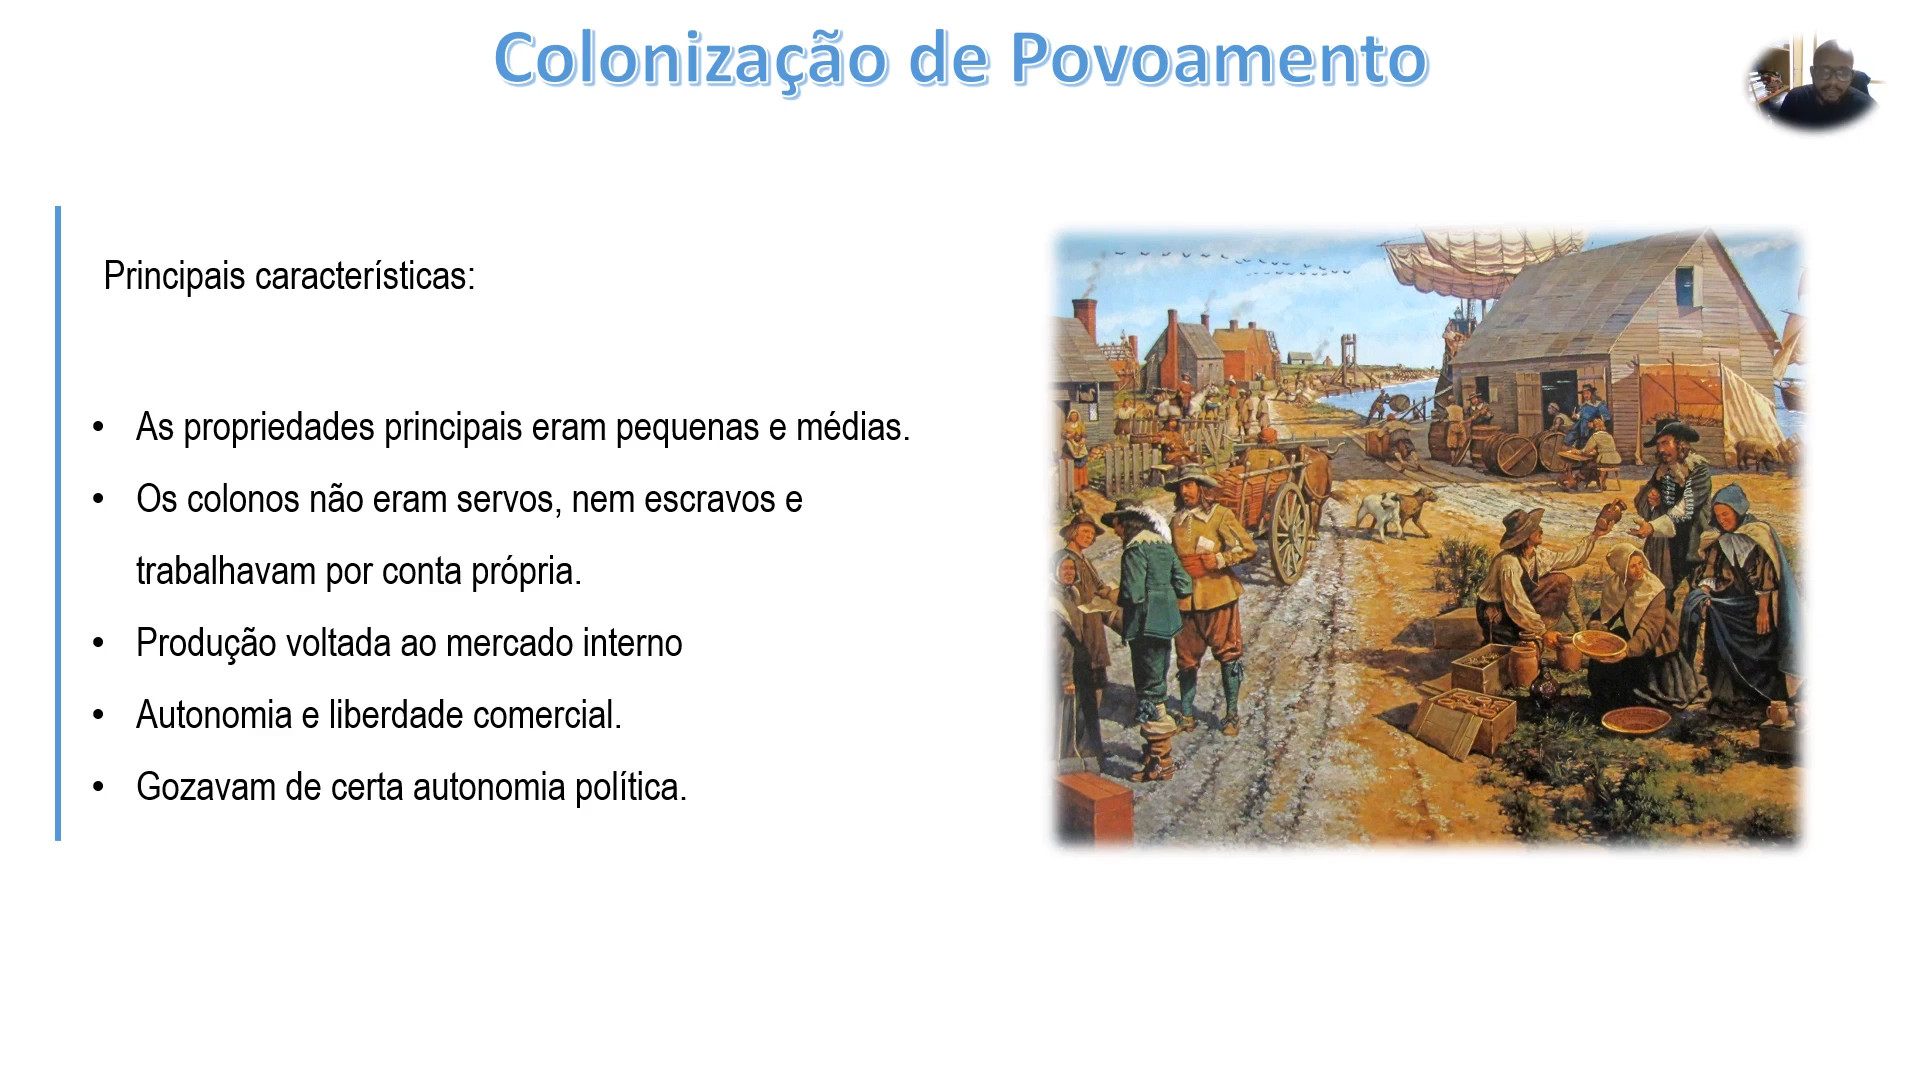 Colonização de Povoamento
Principais características:
• As propriedades principais eram pequenas e médias.
• Os colonos não eram servos, nem escravos e
trabalhavam por conta própria.
• Produção voltada ao mercado interno
• Autonomia e liberdade comercial.
• Gozavam de certa autonomia política.